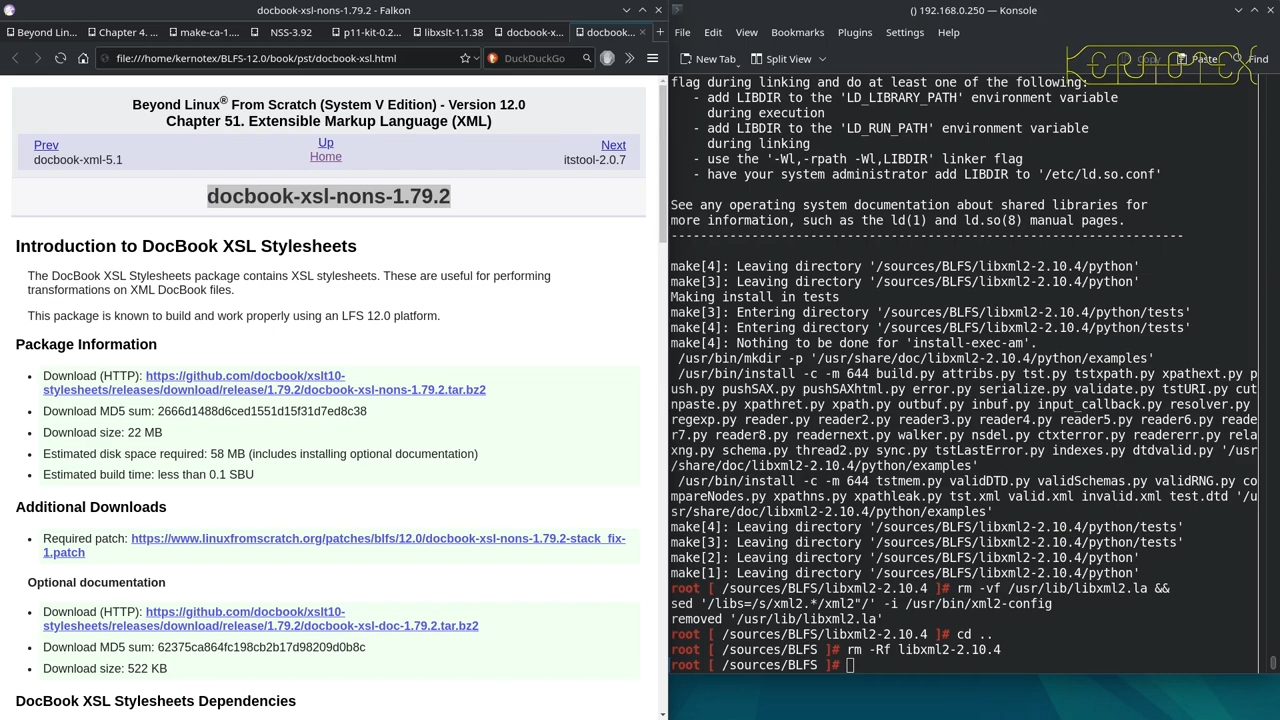 docbook-xsl-nons-1.79.2 - Falkon
Beyond Lin...
Chapter 4. ...
make-ca-1....
NSS-3.92
p11-kit-0.2...
libxslt-1.1.38
docbook-x...
docbook...
file:///home/kernotex/BLFS-12.0/book/pst/docbook-xsl.html
DuckDuckGo
Beyond Linux® From Scratch (System V Edition) - Version 12.0
Chapter 51. Extensible Markup Language (XML)
Prev
Up
Next
docbook-xml-5.1
Home
itstool-2.0.7
docbook-xsl-nons-1.79.2
Introduction to DocBook XSL Stylesheets
The DocBook XSL Stylesheets package contains XSL stylesheets. These are useful for performing
transformations on XML DocBook files.
This package is known to build and work properly using an LFS 12.0 platform.
Package Information
Download (HTTP): https://github.com/docbook/xslt10-
stylesheets/releases/download/release/1.79.2/docbook-xsl-nons-1.79.2.tar.bz2
Download MD5 sum: 2666d1488d6ced1551d15f31d7ed8c38
Download size: 22 MB
Estimated disk space required: 58 MB (includes installing optional documentation)
Estimated build time: less than 0.1 SBU
Additional Downloads
Required patch: https://www.linuxfromscratch.org/patches/blfs/12.0/docbook-xsl-nons-1.79.2-stack_fix-
1.patch
Optional documentation
Download (HTTP): https://github.com/docbook/xslt10-
stylesheets/releases/download/release/1.79.2/docbook-xsl-doc-1.79.2.tar.bz2
Download MD5 sum: 62375ca864fc198cb2b17d98209d0b8c
Download size: 522 KB
DocBook XSL Stylesheets Dependencies
() 192.168.0.250 — Konsole
File Edit View Bookmarks Plugins Settings Help
New Tab Split View Copy Paste Find
kernotex
flag during linking and do at least one of the following:
- add LIBDIR to the 'LD_LIBRARY_PATH' environment variable
during execution
- add LIBDIR to the 'LD_RUN_PATH' environment variable
during linking
- use the '-Wl,-rpath -Wl,LIBDIR' linker flag
- have your system administrator add LIBDIR to '/etc/ld.so.conf'
See any operating system documentation about shared libraries for
more information, such as the ld(1) and ld.so(8) manual pages.
----------------------------------------------------------------------
make[4]: Leaving directory '/sources/BLFS/libxml2-2.10.4/python'
make[3]: Leaving directory '/sources/BLFS/libxml2-2.10.4/python'
Making install in tests
make[3]: Entering directory '/sources/BLFS/libxml2-2.10.4/python/tests'
make[4]: Entering directory '/sources/BLFS/libxml2-2.10.4/python/tests'
make[4]: Nothing to be done for 'install-exec-am'.
/usr/bin/mkdir -p '/usr/share/doc/libxml2-2.10.4/python/examples'
/usr/bin/install -c -m 644 build.py attribs.py tst.py tstxpath.py xpathext.py p
ush.py pushSAX.py pushSAXhtml.py error.py serialize.py validate.py tstURI.py cut
npaste.py xpathret.py xpath.py outbuf.py inbuf.py input_callback.py resolver.py
regexp.py reader.py reader2.py reader3.py reader4.py reader5.py reader6.py reade
r7.py reader8.py readernext.py walker.py nsdel.py ctxterror.py readererr.py rela
xng.py schema.py thread2.py sync.py tstLastError.py indexes.py dtdvalid.py '/usr
/share/doc/libxml2-2.10.4/python/examples'
/usr/bin/install -c -m 644 tstmem.py validDTD.py validSchemas.py validRNG.py co
mpareNodes.py xpathns.py xpathleak.py tst.xml valid.xml invalid.xml test.dtd '/u
sr/share/doc/libxml2-2.10.4/python/examples'
make[4]: Leaving directory '/sources/BLFS/libxml2-2.10.4/python/tests'
make[3]: Leaving directory '/sources/BLFS/libxml2-2.10.4/python/tests'
make[2]: Leaving directory '/sources/BLFS/libxml2-2.10.4/python'
make[1]: Leaving directory '/sources/BLFS/libxml2-2.10.4/python'
root [ /sources/BLFS/libxml2-2.10.4 ]# rm -vf /usr/lib/libxml2.la &&
sed '/libs=/s/xml2.*/xml2"/' -i /usr/bin/xml2-config
removed '/usr/lib/libxml2.la'
root [ /sources/BLFS/libxml2-2.10.4 ]# cd ..
root [ /sources/BLFS ]# rm -Rf libxml2-2.10.4
root [ /sources/BLFS ]#